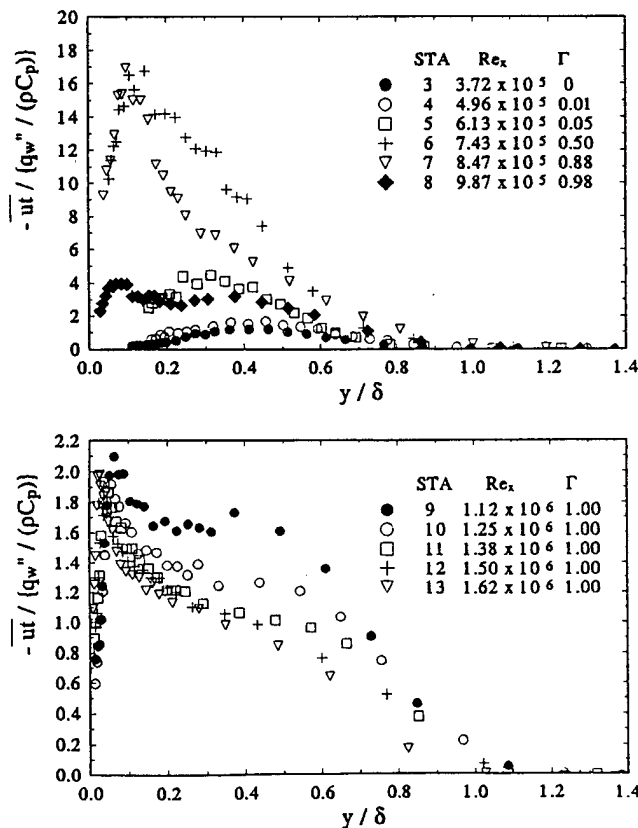 20
18
16
14
12
10
8
6
4
2
0
- ut / {q_w" / (ρC_p)}
STA Re_x Γ
3 3.72 x 10^5 0
4 4.96 x 10^5 0.01
5 6.13 x 10^5 0.05
6 7.43 x 10^5 0.50
7 8.47 x 10^5 0.88
8 9.87 x 10^5 0.98
0.0 0.2 0.4 0.6 0.8 1.0 1.2 1.4
y / δ
2.2
2.0
1.8
1.6
1.4
1.2
1.0
0.8
0.6
0.4
0.2
0.0
- ut / {q_w" / (ρC_p)}
STA Re_x Γ
9 1.12 x 10^6 1.00
10 1.25 x 10^6 1.00
11 1.38 x 10^6 1.00
12 1.50 x 10^6 1.00
13 1.62 x 10^6 1.00
0.0 0.2 0.4 0.6 0.8 1.0 1.2 1.4
y / δ